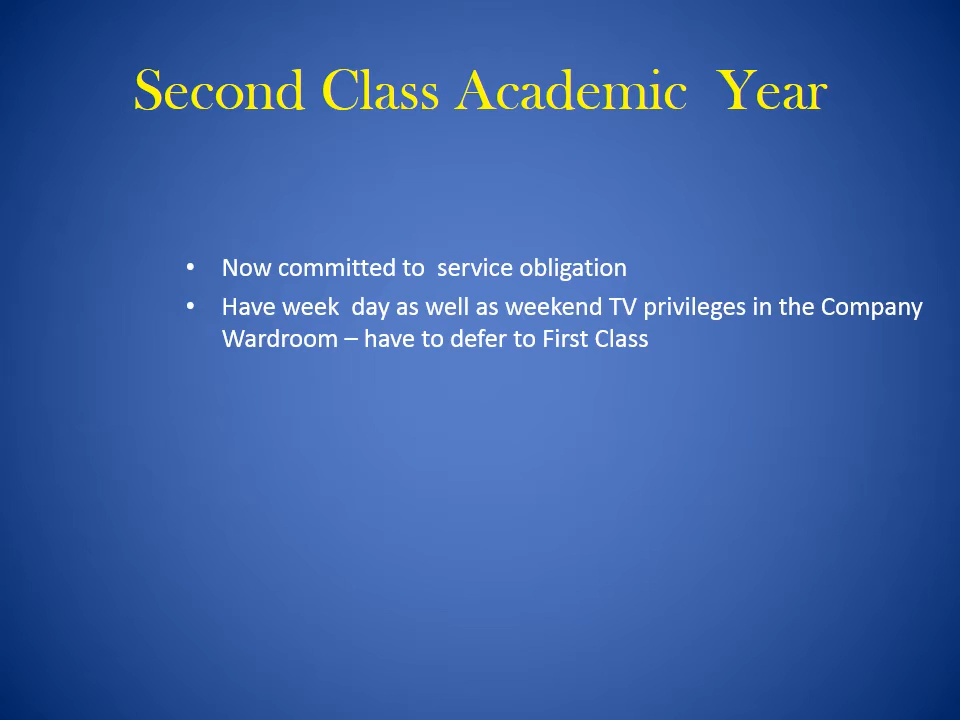 Second Class Academic  Year
• Now committed to  service obligation
• Have week  day as well as weekend TV privileges in the Company
Wardroom – have to defer to First Class